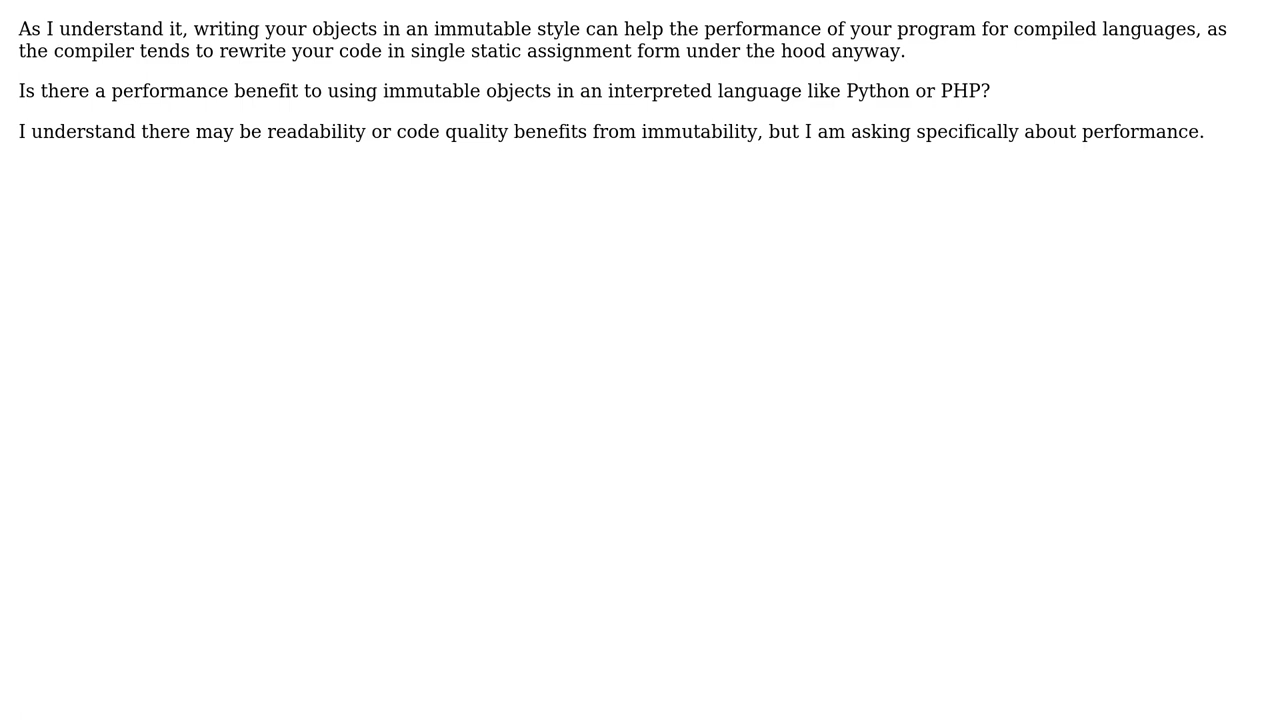 As I understand it, writing your objects in an immutable style can help the performance of your program for compiled languages, as
the compiler tends to rewrite your code in single static assignment form under the hood anyway.
Is there a performance benefit to using immutable objects in an interpreted language like Python or PHP?
I understand there may be readability or code quality benefits from immutability, but I am asking specifically about performance.